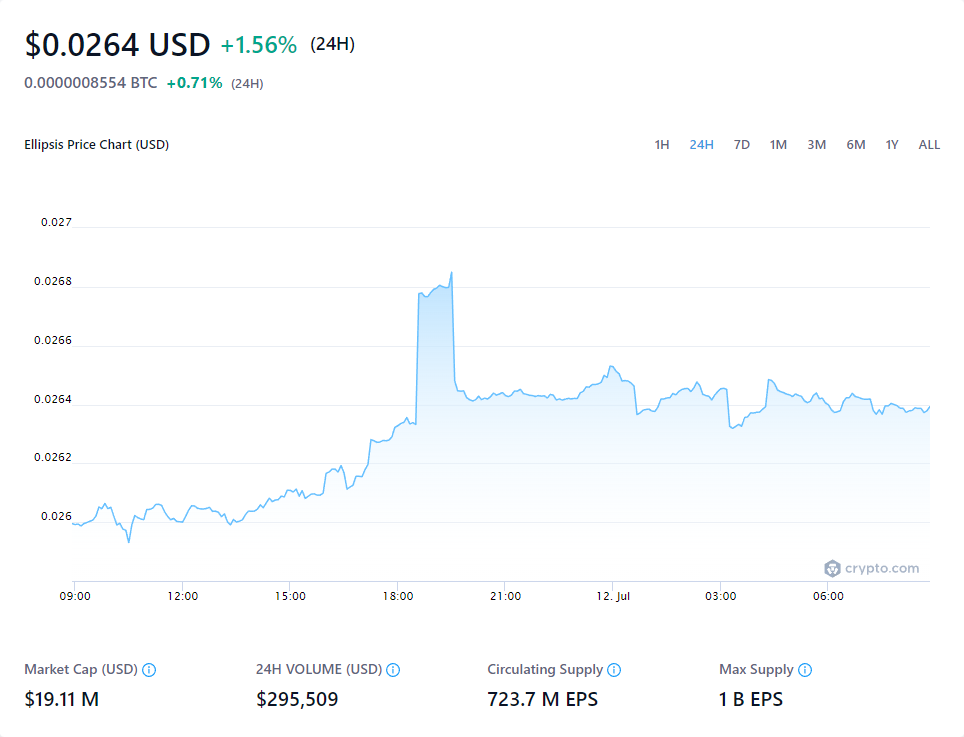 $0.0264 USD +1.56% (24H)
0.0000008554 BTC +0.71% (24H)
Ellipsis Price Chart (USD) 1H 24H 7D 1M 3M 6M 1Y ALL
0.027
0.0268
0.0266
0.0264
0.0262
0.026
crypto.com
09:00 12:00 15:00 18:00 21:00 12. Jul 03:00 06:00
Market Cap (USD) 24H VOLUME (USD) Circulating Supply Max Supply
$19.11 M $295,509 723.7 M EPS 1 B EPS